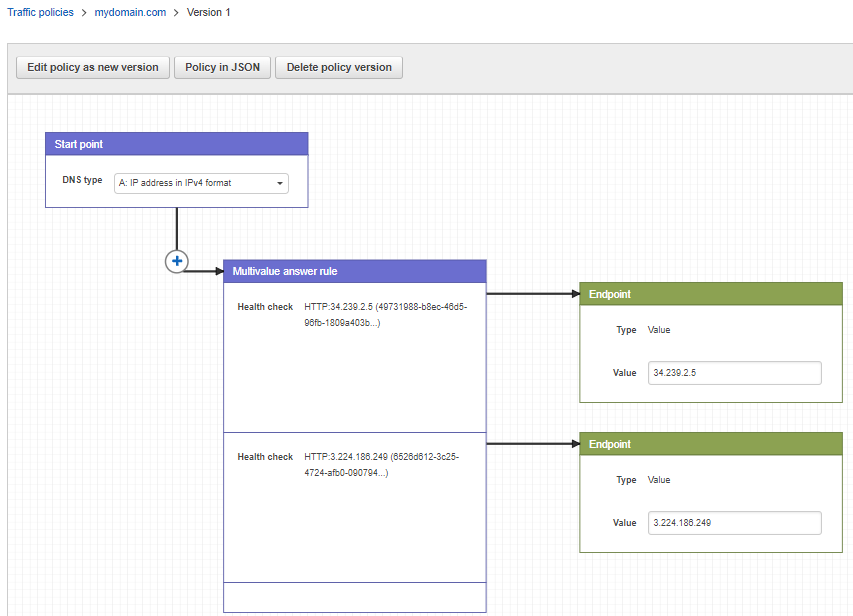 Traffic policies > mydomain.com > Version 1
Edit policy as new version Policy in JSON Delete policy version
Start point
DNS type A: IP address in IPv4 format
Multivalue answer rule
Health check HTTP:34.239.2.5 (49731988-b8ec-46d5-
96fb-1809a403b...)
Endpoint
Type Value
Value 34.239.2.5
Health check HTTP:3.224.186.249 (6526d612-3c25-
4724-afb0-090794...)
Endpoint
Type Value
Value 3.224.186.249